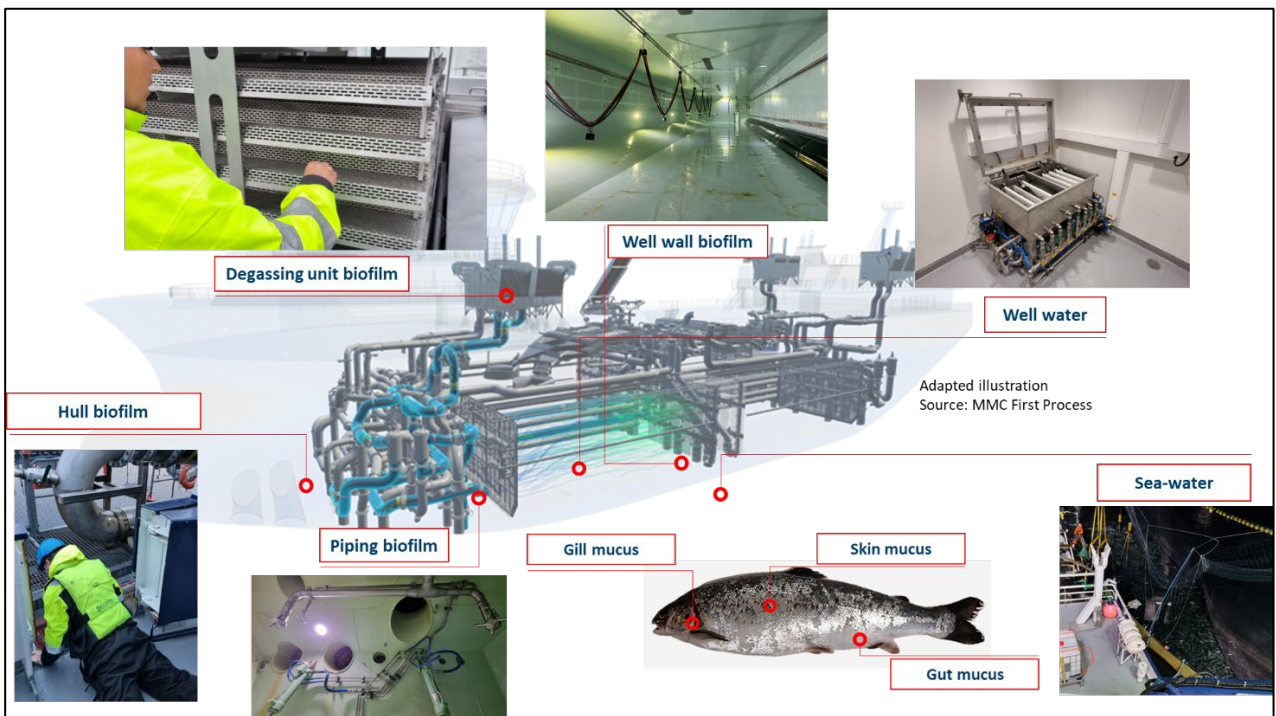 Degassing unit biofilm
Well wall biofilm
Well water
Adapted illustration
Source: MMC First Process
Hull biofilm
Sea-water
Piping biofilm
Gill mucus
Skin mucus
Gut mucus